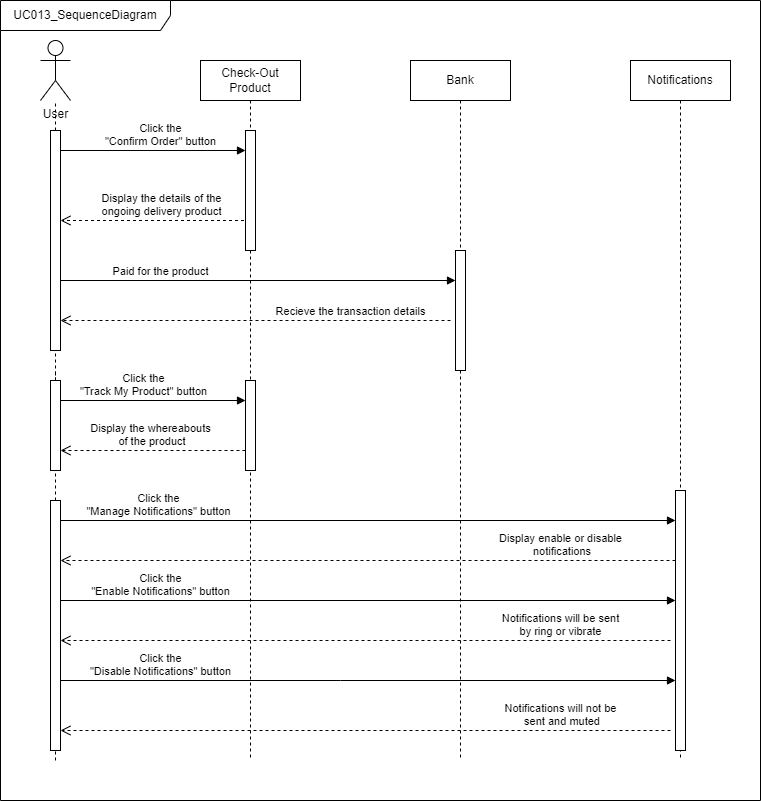 UC013_SequenceDiagram
Check-Out
Product
Bank
Notifications
User
Click the
"Confirm Order" button
Display the details of the
ongoing delivery product
Paid for the product
Recieve the transaction details
Click the
"Track My Product" button
Display the whereabouts
of the product
Click the
"Manage Notifications" button
Display enable or disable
notifications
Click the
"Enable Notifications" button
Notifications will be sent
by ring or vibrate
Click the
"Disable Notifications" button
Notifications will not be
sent and muted